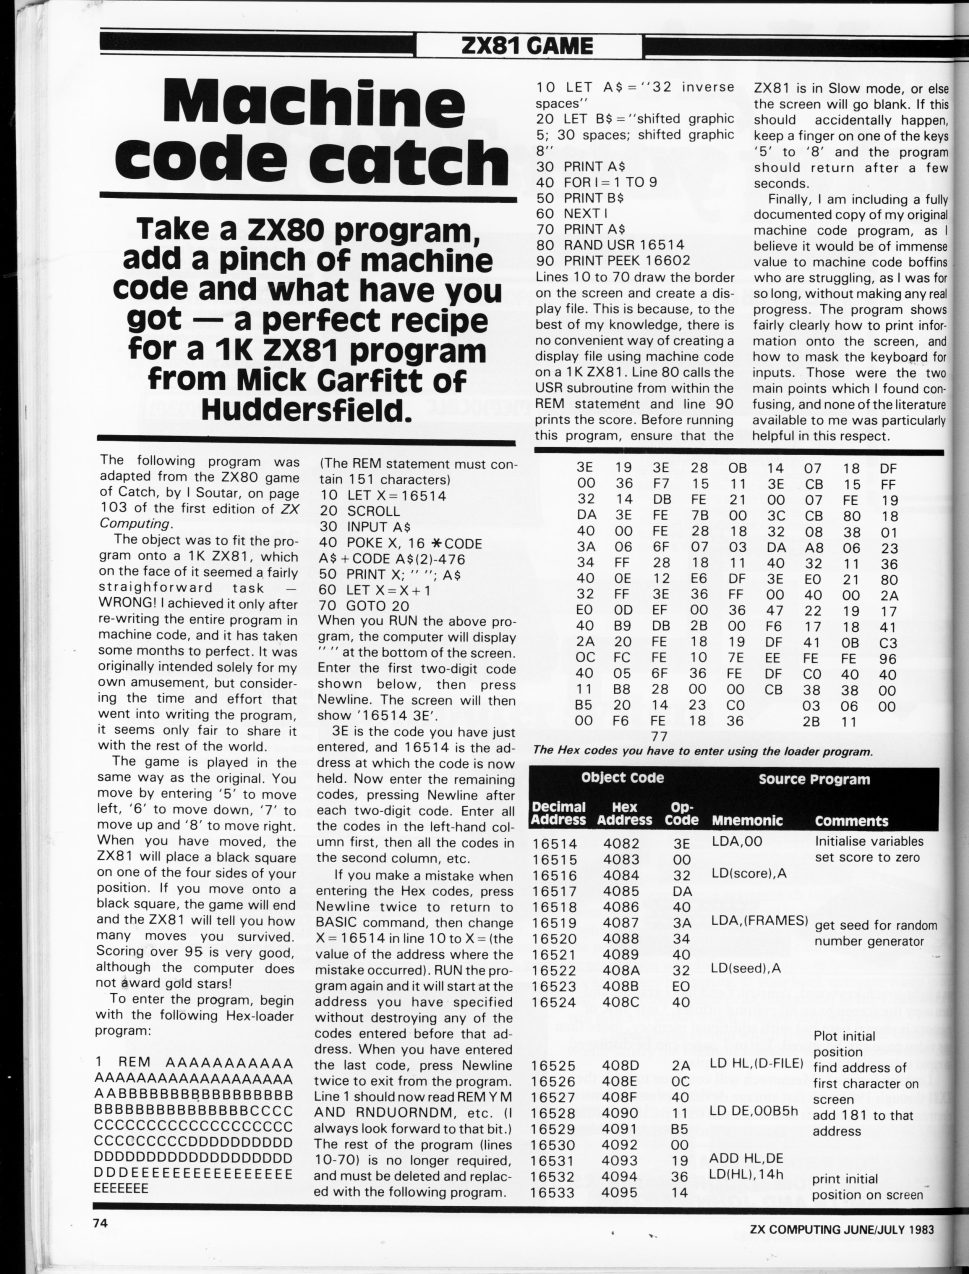 ZX81 GAME
Machine
code catch
Take a ZX80 program,
add a pinch of machine
code and what have you
got — a perfect recipe
for a 1K ZX81 program
from Mick Garfitt of
Huddersfield.
The following program was
adapted from the ZX80 game
of Catch, by I Soutar, on page
103 of the first edition of ZX
Computing.
The object was to fit the pro-
gram onto a 1K ZX81, which
on the face of it seemed a fairly
straighforward task —
WRONG! I achieved it only after
re-writing the entire program in
machine code, and it has taken
some months to perfect. It was
originally intended solely for my
own amusement, but consider-
ing the time and effort that
went into writing the program,
it seems only fair to share it
with the rest of the world.
The game is played in the
same way as the original. You
move by entering '5' to move
left, '6' to move down, '7' to
move up and '8' to move right.
When you have moved, the
ZX81 will place a black square
on one of the four sides of your
position. If you move onto a
black square, the game will end
and the ZX81 will tell you how
many moves you survived.
Scoring over 95 is very good,
although the computer does
not award gold stars!
To enter the program, begin
with the following Hex-loader
program:
1 REM AAAAAAAAAAA
AAAAAAAAAAAAAAAAAAA
AABBBBBBBBBBBBBBBBB
BBBBBBBBBBBBBBBCCCC
CCCCCCCCCCCCCCCCCCC
CCCCCCCCCDDDDDDDDDD
DDDDDDDDDDDDDDDDDDD
DDDEEEEEEEEEEEEEEEE
EEEEEEE
(The REM statement must con-
tain 151 characters)
10 LET X=16514
20 SCROLL
30 INPUT A$
40 POKE X, 16 *CODE
A$+CODE A$(2)-476
50 PRINT X; " "; A$
60 LET X=X+1
70 GOTO 20
When you RUN the above pro-
gram, the computer will display
" " at the bottom of the screen.
Enter the first two-digit code
shown below, then press
Newline. The screen will then
show '16514 3E'.
3E is the code you have just
entered, and 16514 is the ad-
dress at which the code is now
held. Now enter the remaining
codes, pressing Newline after
each two-digit code. Enter all
the codes in the left-hand col-
umn first, then all the codes in
the second column, etc.
If you make a mistake when
entering the Hex codes, press
Newline twice to return to
BASIC command, then change
X=16514 in line 10 to X=(the
value of the address where the
mistake occurred). RUN the pro-
gram again and it will start at the
address you have specified
without destroying any of the
codes entered before that ad-
dress. When you have entered
the last code, press Newline
twice to exit from the program.
Line 1 should now read REM Y M
AND RNDUORNDM, etc. (I
always look forward to that bit.)
The rest of the program (lines
10-70) is no longer required,
and must be deleted and replac-
ed with the following program.
10 LET A$="32 inverse
spaces"
20 LET B$="shifted graphic
5; 30 spaces; shifted graphic
8"
30 PRINT A$
40 FOR I=1 TO 9
50 PRINT B$
60 NEXT I
70 PRINT A$
80 RAND USR 16514
90 PRINT PEEK 16602
Lines 10 to 70 draw the border
on the screen and create a dis-
play file. This is because, to the
best of my knowledge, there is
no convenient way of creating a
display file using machine code
on a 1K ZX81. Line 80 calls the
USR subroutine from within the
REM statement and line 90
prints the score. Before running
this program, ensure that the
ZX81 is in Slow mode, or else
the screen will go blank. If this
should accidentally happen,
keep a finger on one of the keys
'5' to '8' and the program
should return after a few
seconds.
Finally, I am including a fully
documented copy of my original
machine code program, as I
believe it would be of immense
value to machine code boffins
who are struggling, as I was for
so long, without making any real
progress. The program shows
fairly clearly how to print infor-
mation onto the screen, and
how to mask the keyboard for
inputs. Those were the two
main points which I found con-
fusing, and none of the literature
available to me was particularly
helpful in this respect.
3E 19 3E 28 OB 14 07 18 DF
00 36 F7 15 11 3E CB 15 FF
32 14 DB FE 21 00 07 FE 19
DA 3E FE 7B 00 3C CB 80 18
40 00 FE 28 18 32 08 38 01
3A 06 6F 07 03 DA A8 06 23
34 FF 28 18 11 40 32 11 36
40 0E 12 E6 DF 3E E0 21 80
32 FF 3E 36 FF 00 40 00 2A
E0 0D EF 00 36 47 22 19 17
40 B9 DB 2B 00 F6 17 18 41
2A 20 FE 18 19 DF 41 0B C3
0C FC FE 10 7E EE FE FE 96
40 05 6F 36 FE DF C0 40 40
11 B8 28 00 00 CB 38 38 00
B5 20 14 23 C0 03 06 00
00 F6 FE 18 36 2B 11
77
The Hex codes you have to enter using the loader program.
Object Code Source Program
Decimal Hex Op-
Address Address Code Mnemonic Comments
16514 4082 3E LDA,00 Initialise variables
16515 4083 00 set score to zero
16516 4084 32 LD(score),A
16517 4085 DA
16518 4086 40
16519 4087 3A LDA,(FRAMES) get seed for random
16520 4088 34 number generator
16521 4089 40
16522 408A 32 LD(seed),A
16523 408B E0
16524 408C 40
Plot initial
position
16525 408D 2A LD HL,(D-FILE) find address of
16526 408E 0C first character on
16527 408F 40 screen
16528 4090 11 LD DE,00B5h add 181 to that
16529 4091 B5 address
16530 4092 00
16531 4093 19 ADD HL,DE
16532 4094 36 LD(HL),14h print initial
16533 4095 14 position on screen
74
ZX COMPUTING JUNE/JULY 1983